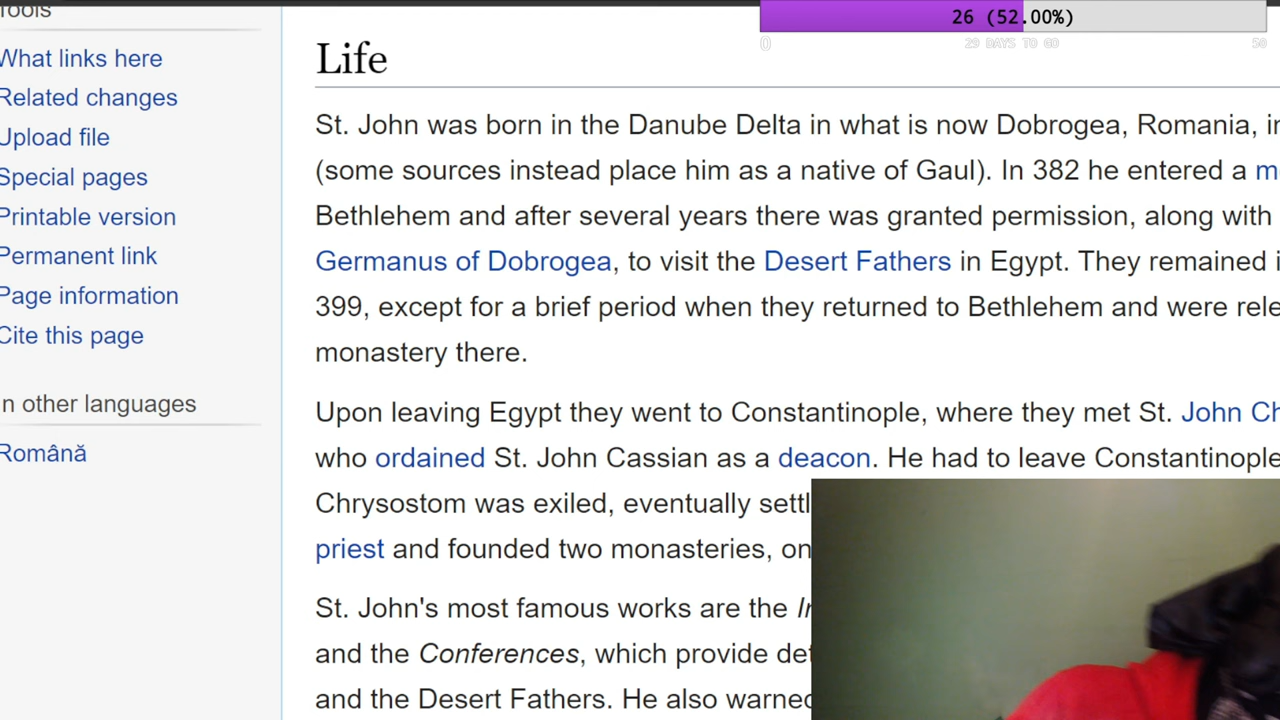 Tools
What links here
Related changes
Upload file
Special pages
Printable version
Permanent link
Page information
Cite this page
In other languages
Română
26 (52.00%)
0
29 DAYS TO GO
50
Life
St. John was born in the Danube Delta in what is now Dobrogea, Romania, in
(some sources instead place him as a native of Gaul). In 382 he entered a
Bethlehem and after several years there was granted permission, along with
Germanus of Dobrogea, to visit the Desert Fathers in Egypt. They remained
399, except for a brief period when they returned to Bethlehem and were
monastery there.
Upon leaving Egypt they went to Constantinople, where they met St. John
who ordained St. John Cassian as a deacon. He had to leave Constantinople
Chrysostom was exiled, eventually
priest and founded two monasteries,
St. John's most famous works are the
and the Conferences, which provide
and the Desert Fathers. He also warned